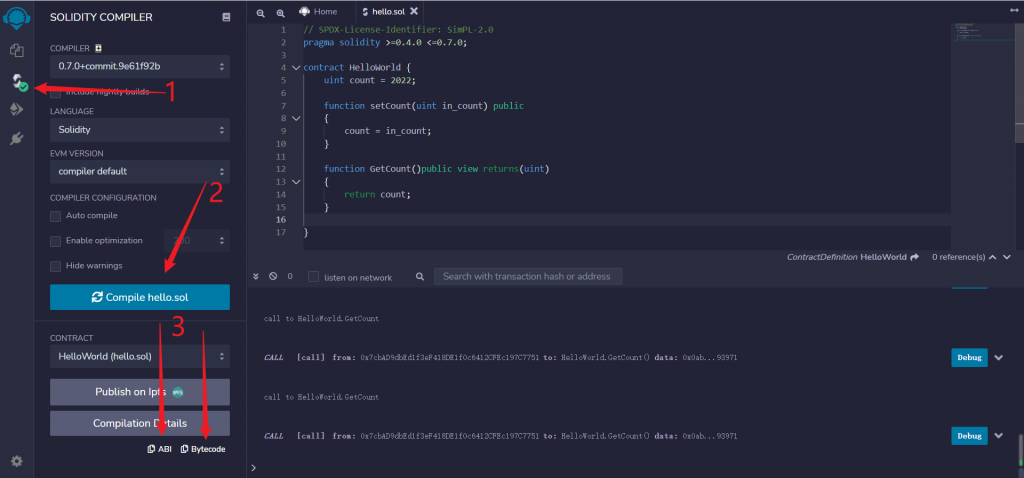 SOLIDITY COMPILER
COMPILER
0.7.0+commit.9e61f92b
Include nightly builds
1
LANGUAGE
Solidity
EVM VERSION
compiler default
2
COMPILER CONFIGURATION
Auto compile
Enable optimization
200
Hide warnings
Compile hello.sol
3
CONTRACT
HelloWorld (hello.sol)
Publish on Ipfs
Compilation Details
ABI
Bytecode
Home
hello.sol
1 // SPDX-License-Identifier: SimPL-2.0
2 pragma solidity >=0.4.0 <=0.7.0;
3
4 contract HelloWorld {
5 uint count = 2022;
6
7 function setCount(uint in_count) public
8 {
9 count = in_count;
10 }
11
12 function GetCount()public view returns(uint)
13 {
14 return count;
15 }
16
17 }
ContractDefinition HelloWorld 0 reference(s)
0 listen on network Search with transaction hash or address
call to HelloWorld.GetCount
CALL [call] from: 0x7cbAD9dbEd1f3eF418DE1f0c6412CFEc197C7751 to: HelloWorld.GetCount() data: 0x0ab...93971 Debug
call to HelloWorld.GetCount
CALL [call] from: 0x7cbAD9dbEd1f3eF418DE1f0c6412CFEc197C7751 to: HelloWorld.GetCount() data: 0x0ab...93971 Debug
>